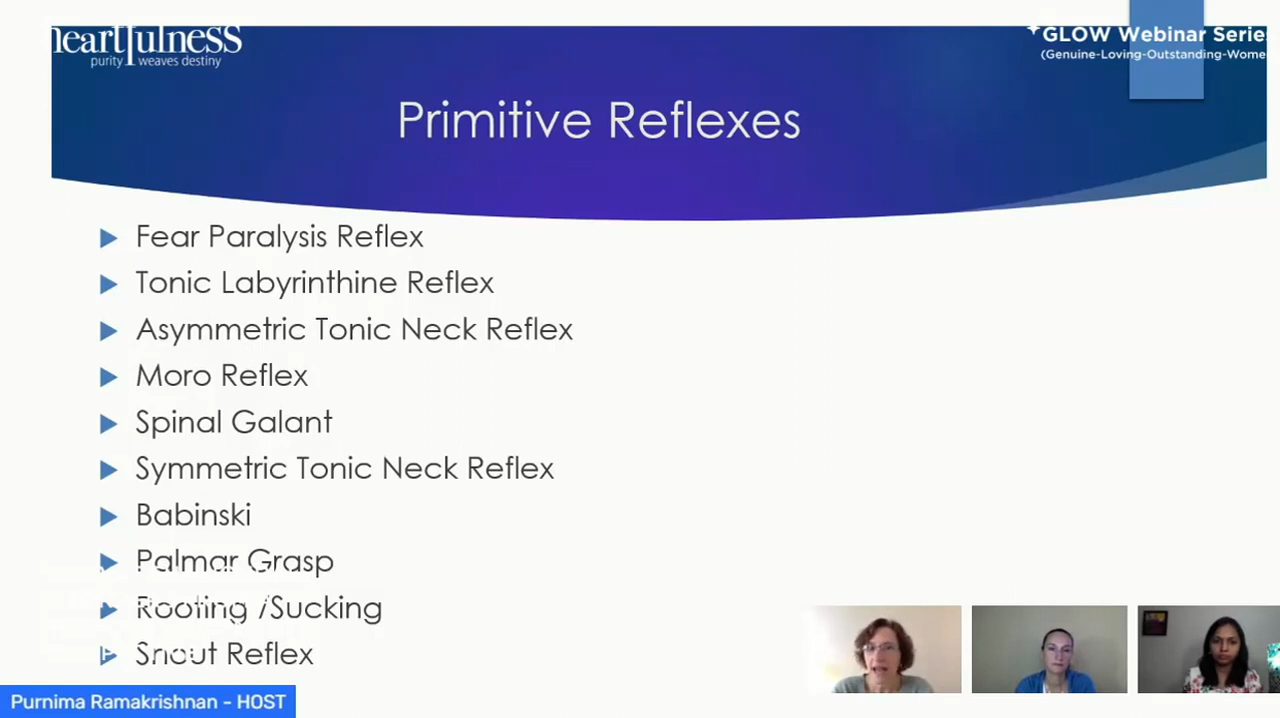 heartfulness
purity weaves destiny
GLOW Webinar Series
(Genuine-Loving-Outstanding-Wome
Primitive Reflexes
Fear Paralysis Reflex
Tonic Labyrinthine Reflex
Asymmetric Tonic Neck Reflex
Moro Reflex
Spinal Galant
Symmetric Tonic Neck Reflex
Babinski
Palmar Grasp
Rooting /Sucking
Snout Reflex
Purnima Ramakrishnan - HOST